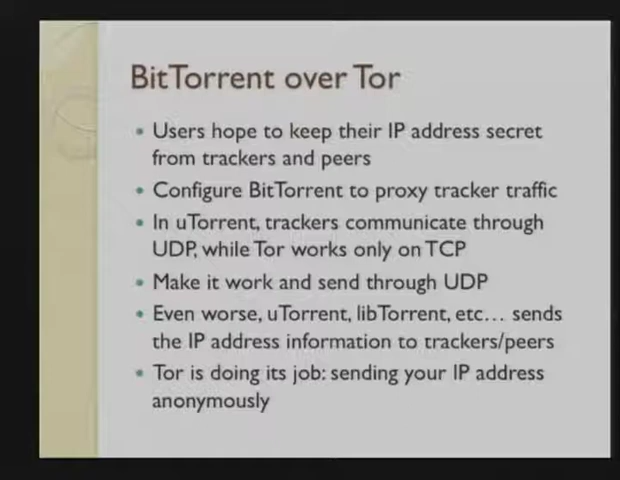 BitTorrent over Tor
• Users hope to keep their IP address secret
from trackers and peers
• Configure BitTorrent to proxy tracker traffic
• In uTorrent, trackers communicate through
UDP, while Tor works only on TCP
• Make it work and send through UDP
• Even worse, uTorrent, libTorrent, etc… sends
the IP address information to trackers/peers
• Tor is doing its job: sending your IP address
anonymously